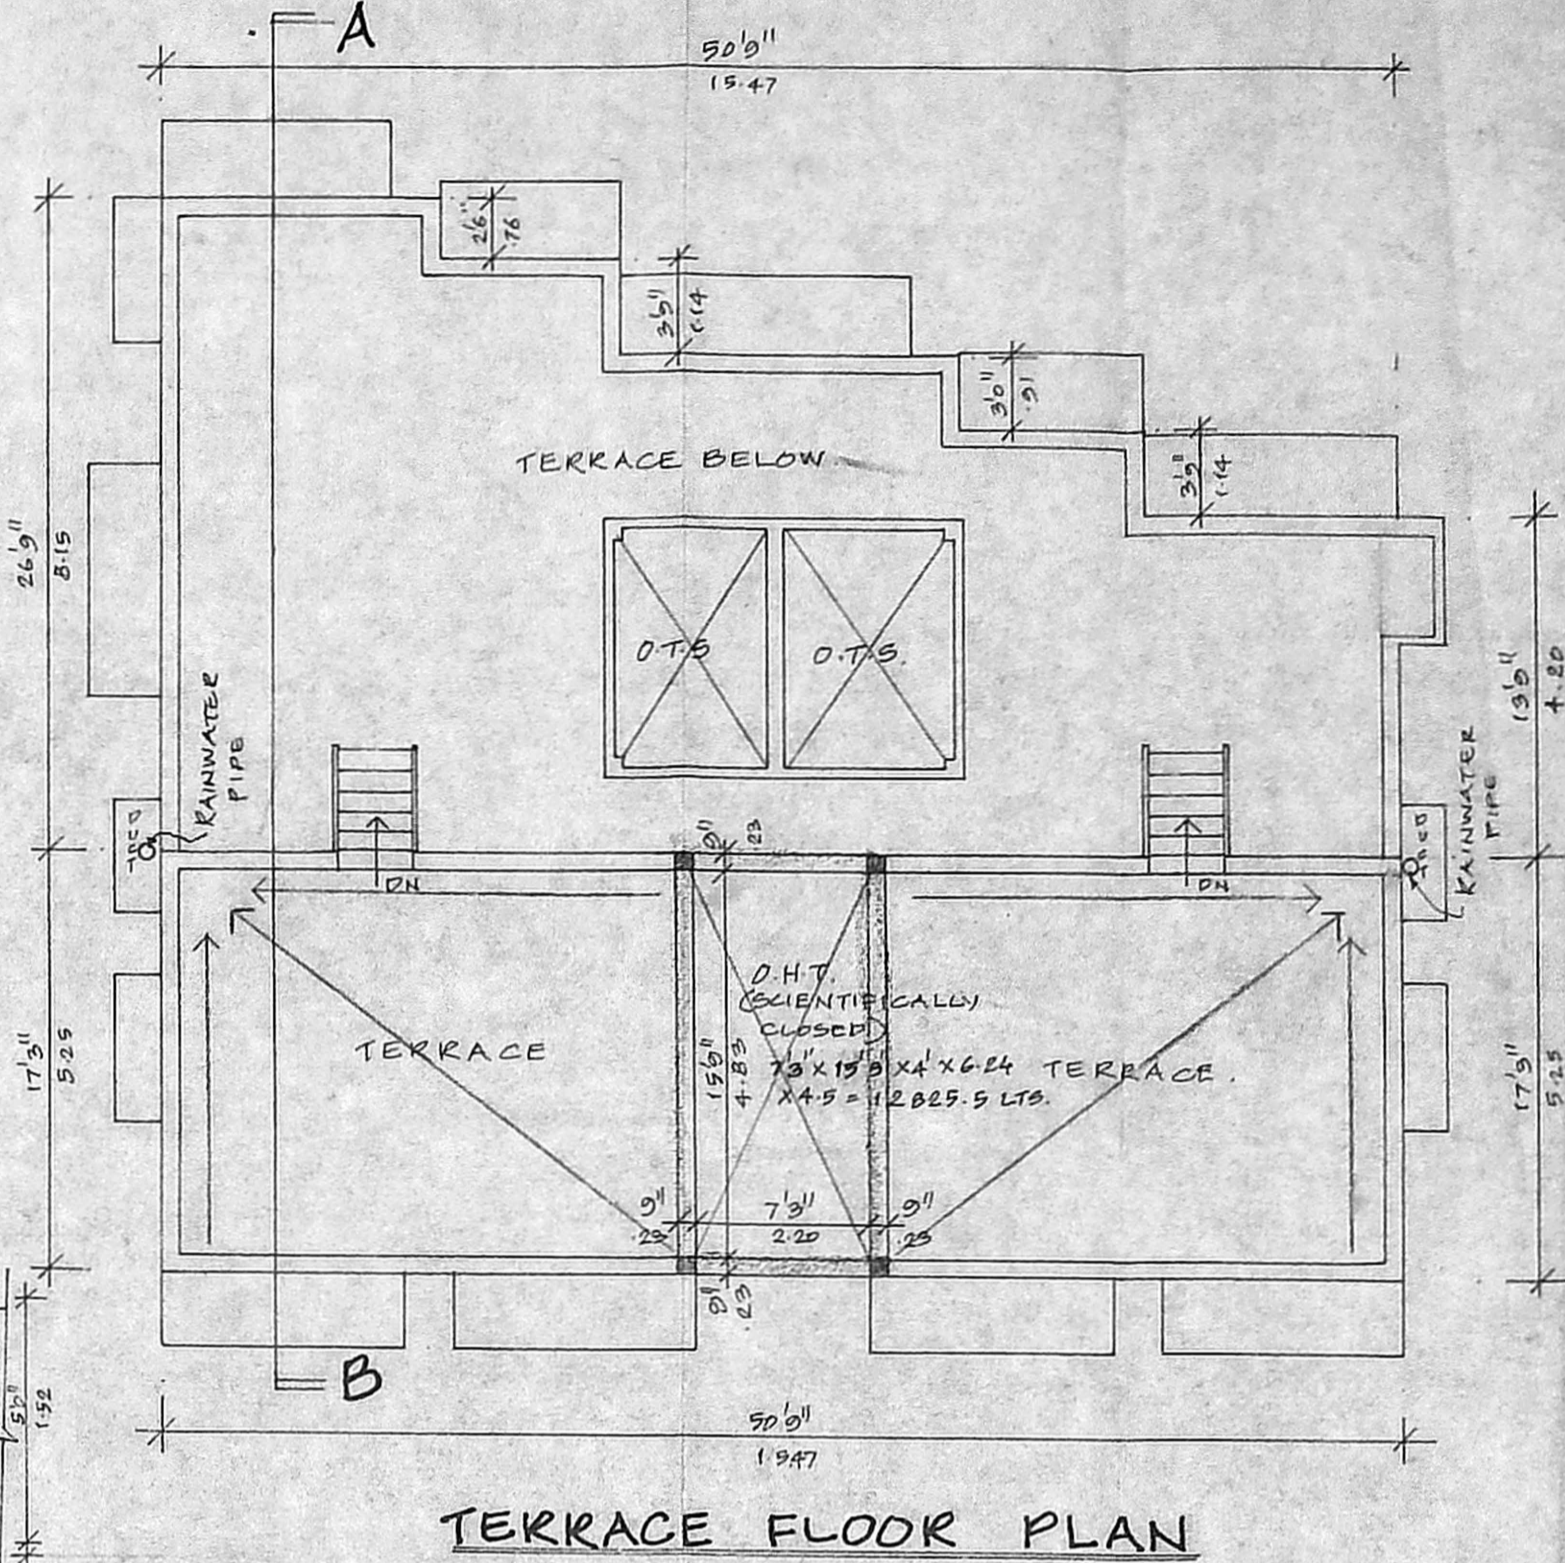 A
50'9"
15.47
2'6"
.76
3'9"
1.14
3'0"
.91
3'9"
1.14
TERRACE BELOW
26'9"
8.15
O.T.S
O.T.S.
13'9"
4.20
RAINWATER
PIPE
RAINWATER
PIPE
9"
.23
DN
DN
O.H.T.
(SCIENTIFICALLY
CLOSED)
7'3" X 15'9" X 4' X 6.24
X 4.5 = 12825.5 LTS.
TERRACE
TERRACE.
15'9"
4.83
17'3"
5.25
17'3"
5.25
9"
.23
7'3"
2.20
9"
.23
9"
.23
B
5'0"
1.52
50'9"
1.547
TERRACE FLOOR PLAN